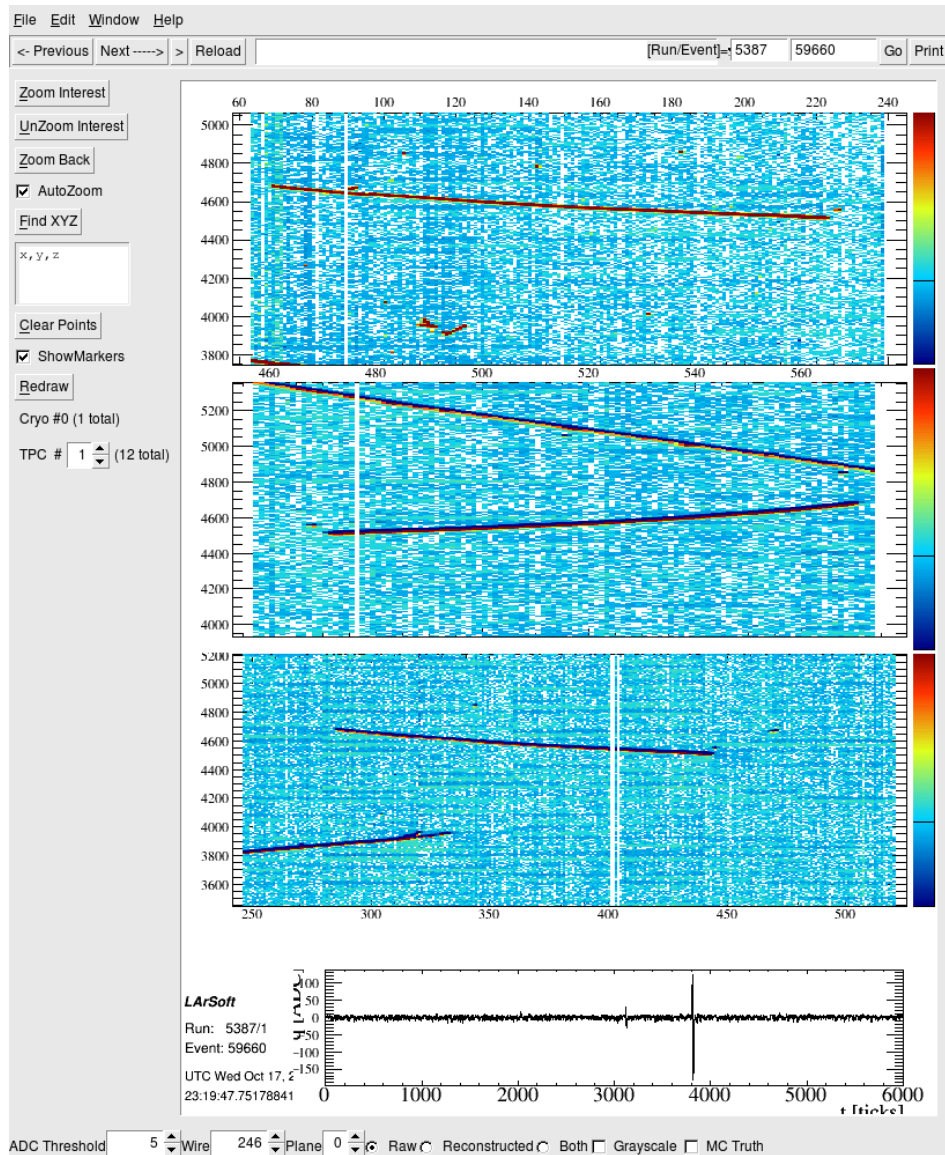 File Edit Window Help
<- Previous Next -----> > Reload [Run/Event]= 5387 59660 Go Print
Zoom Interest
UnZoom Interest
Zoom Back
AutoZoom
Find XYZ
x,y,z
Clear Points
ShowMarkers
Redraw
Cryo #0 (1 total)
TPC # 1 (12 total)
60 80 100 120 140 160 180 200 220 240
5000
4800
4600
4400
4200
4000
3800
460 480 500 520 540 560
5200
5000
4800
4600
4400
4200
4000
5200
5000
4800
4600
4400
4200
4000
3800
3600
250 300 350 400 450 500
100
50
0
-50
-100
-150
0 1000 2000 3000 4000 5000 6000
t [ticks]
LArSoft
Run: 5387/1
Event: 59660
UTC Wed Oct 17, 2
23:19:47.75178841
ADC Threshold 5 Wire 246 Plane 0 Raw Reconstructed Both Grayscale MC Truth